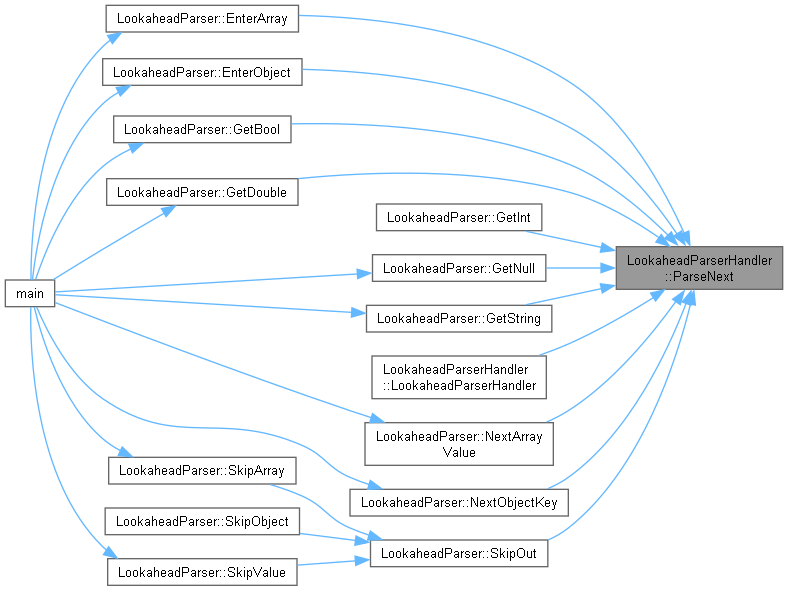 LookaheadParser::EnterArray
LookaheadParser::EnterObject
LookaheadParser::GetBool
LookaheadParser::GetDouble
LookaheadParser::GetInt
LookaheadParserHandler
::ParseNext
LookaheadParser::GetNull
main
LookaheadParser::GetString
LookaheadParserHandler
::LookaheadParserHandler
LookaheadParser::NextArray
Value
LookaheadParser::SkipArray
LookaheadParser::NextObjectKey
LookaheadParser::SkipObject
LookaheadParser::SkipOut
LookaheadParser::SkipValue